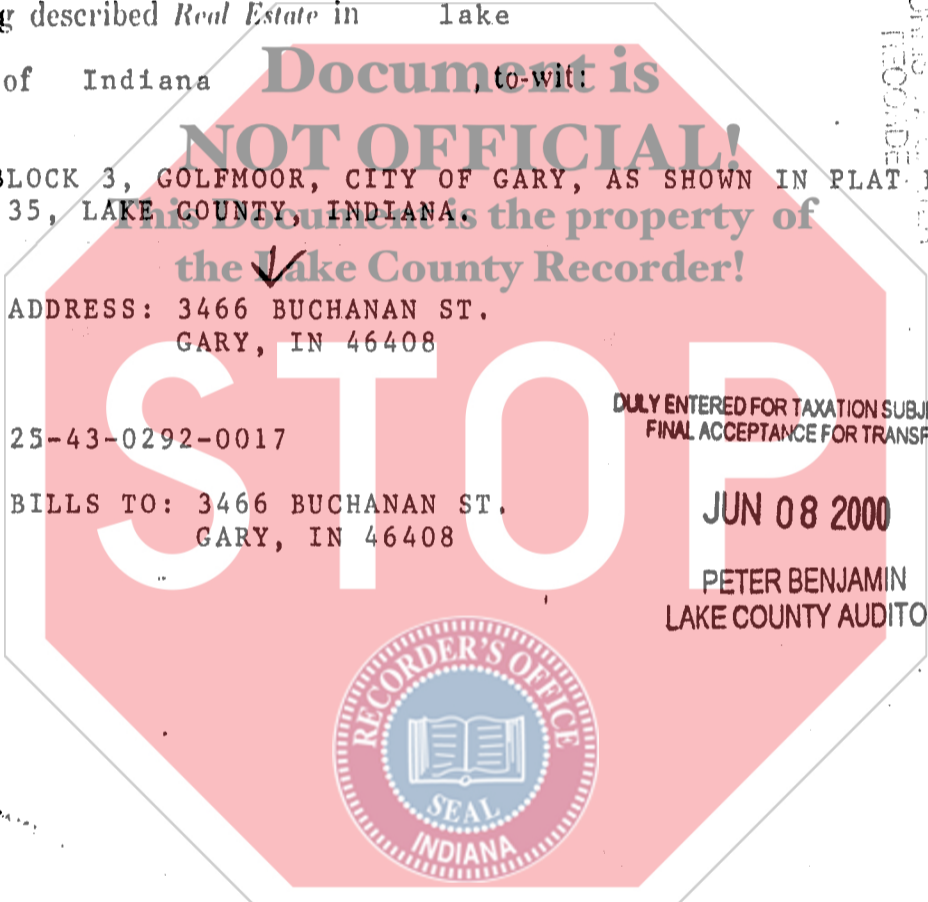 described Real Estate in lake
of Indiana , to-wit:
Document is
NOT OFFICIAL!
BLOCK 3, GOLFMOOR, CITY OF GARY, AS SHOWN IN PLAT
35, LAKE COUNTY, INDIANA.
This Document is the property of
the Lake County Recorder!
ADDRESS: 3466 BUCHANAN ST.
GARY, IN 46408
STOP
DULY ENTERED FOR TAXATION SUBJE
FINAL ACCEPTANCE FOR TRANSF
25-43-0292-0017
BILLS TO: 3466 BUCHANAN ST.
GARY, IN 46408
JUN 08 2000
PETER BENJAMIN
LAKE COUNTY AUDITO
RECORDER'S OFFICE
SEAL
INDIANA